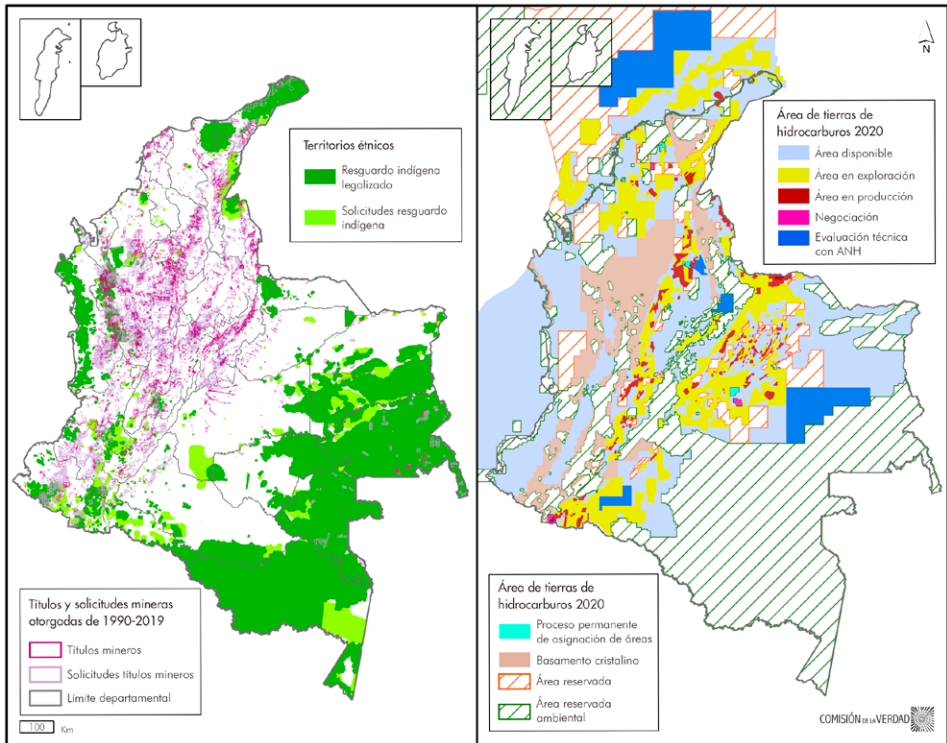 Territorios étnicos
Resguardo indígena
legalizado
Solicitudes resguardo
indígena
Títulos y solicitudes mineras
otorgadas de 1990-2019
Títulos mineros
Solicitudes títulos mineros
Límite departamental
100 Km
N
Área de tierras de
hidrocarburos 2020
Área disponible
Área en exploración
Área en producción
Negociación
Evaluación técnica
con ANH
Área de tierras de
hidrocarburos 2020
Proceso permanente
de asignación de áreas
Basamento cristalino
Área reservada
Área reservada
ambiental
COMISIÓN DE LA VERDAD